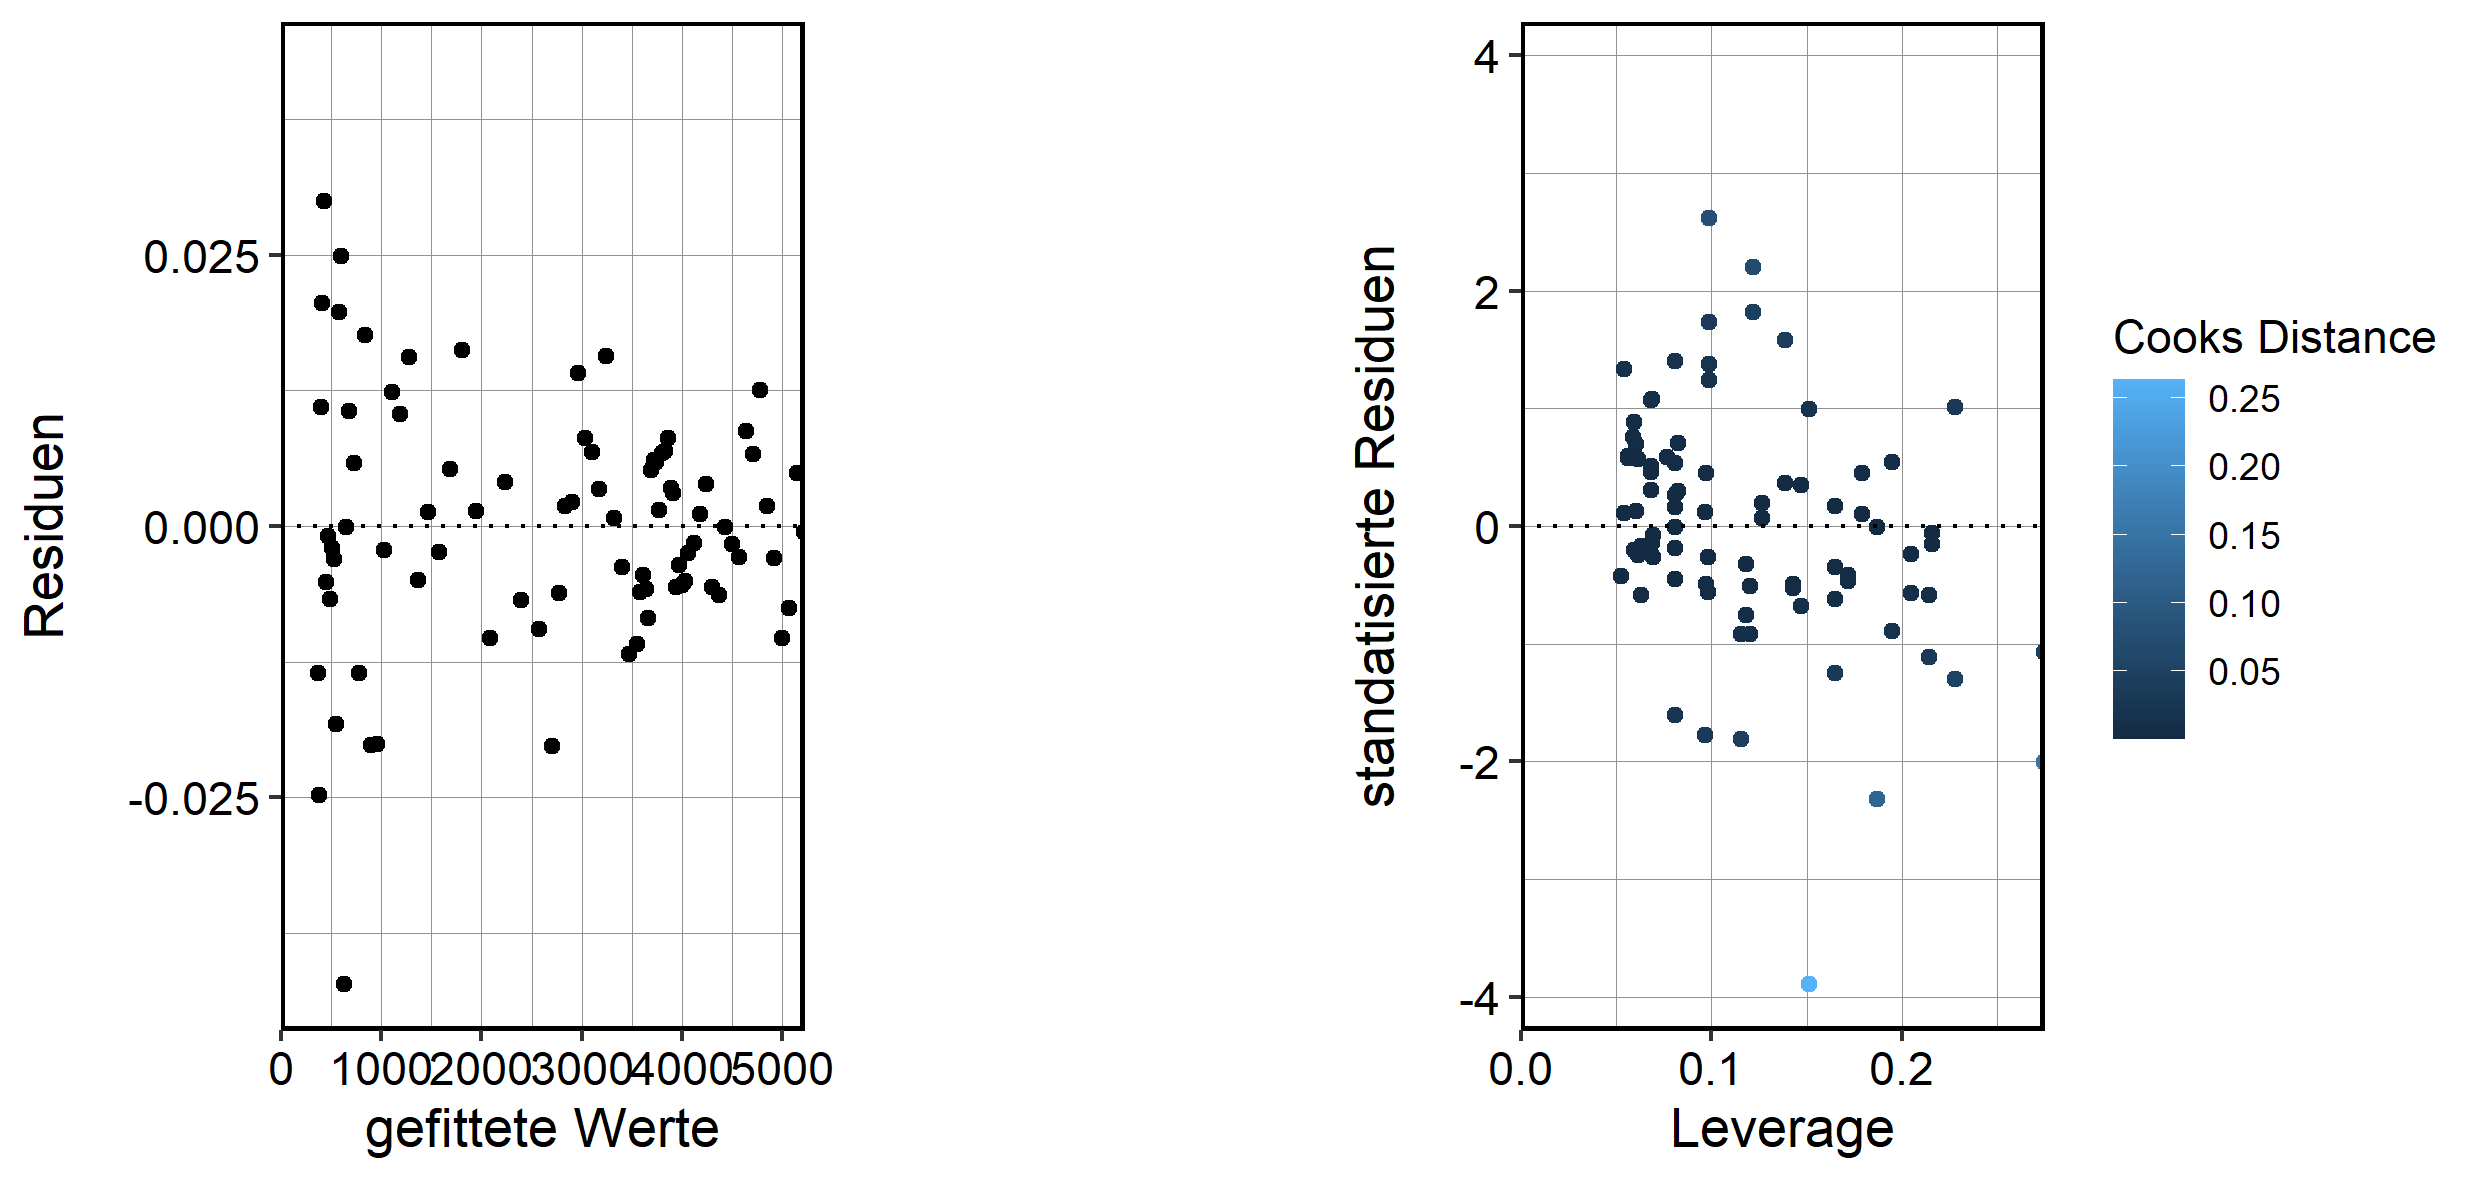 Residuen
0.025
0.000
-0.025
0 1000 2000 3000 4000 5000
gefittete Werte
standatisierte Residuen
4
2
0
-2
-4
0.0 0.1 0.2
Leverage
Cooks Distance
0.25
0.20
0.15
0.10
0.05